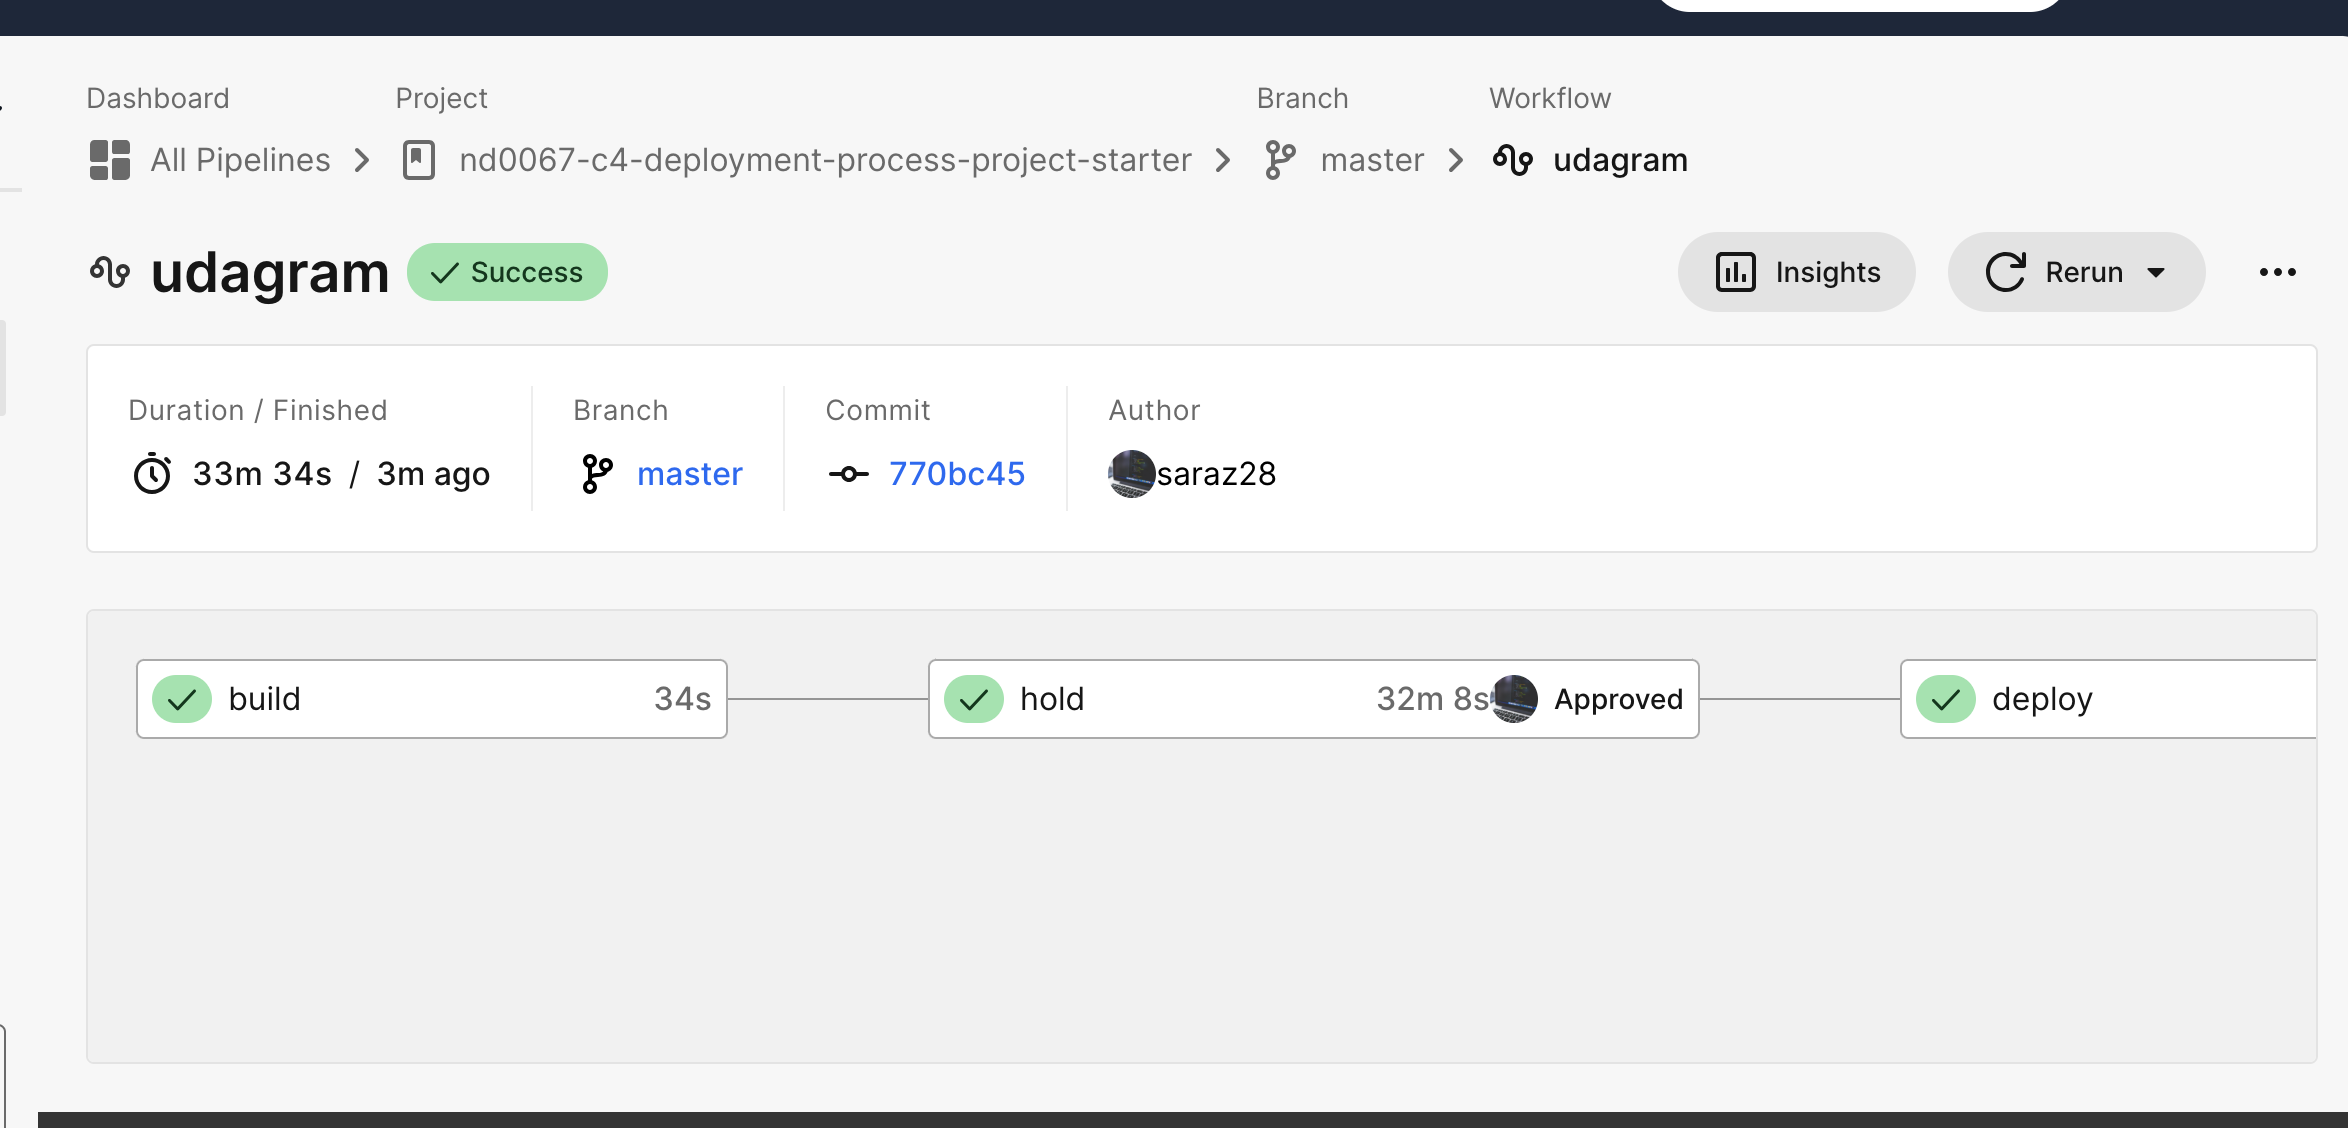 Dashboard Project Branch Workflow
All Pipelines nd0067-c4-deployment-process-project-starter master udagram
udagram Success Insights Rerun
Duration / Finished Branch Commit Author
33m 34s / 3m ago master 770bc45 saraz28
build 34s hold 32m 8s Approved deploy